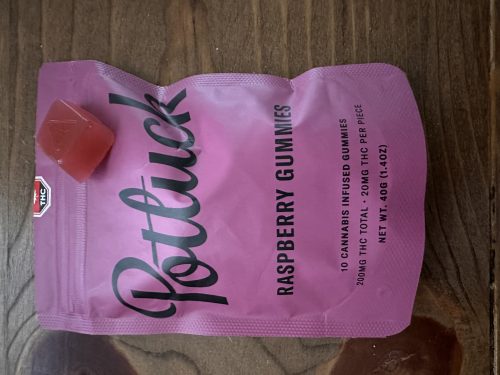 THC
Potluck
RASPBERRY GUMMIES
10 CANNABIS INFUSED GUMMIES
200MG THC TOTAL • 20MG THC PER PIECE
NET WT. 40G (1.4OZ)